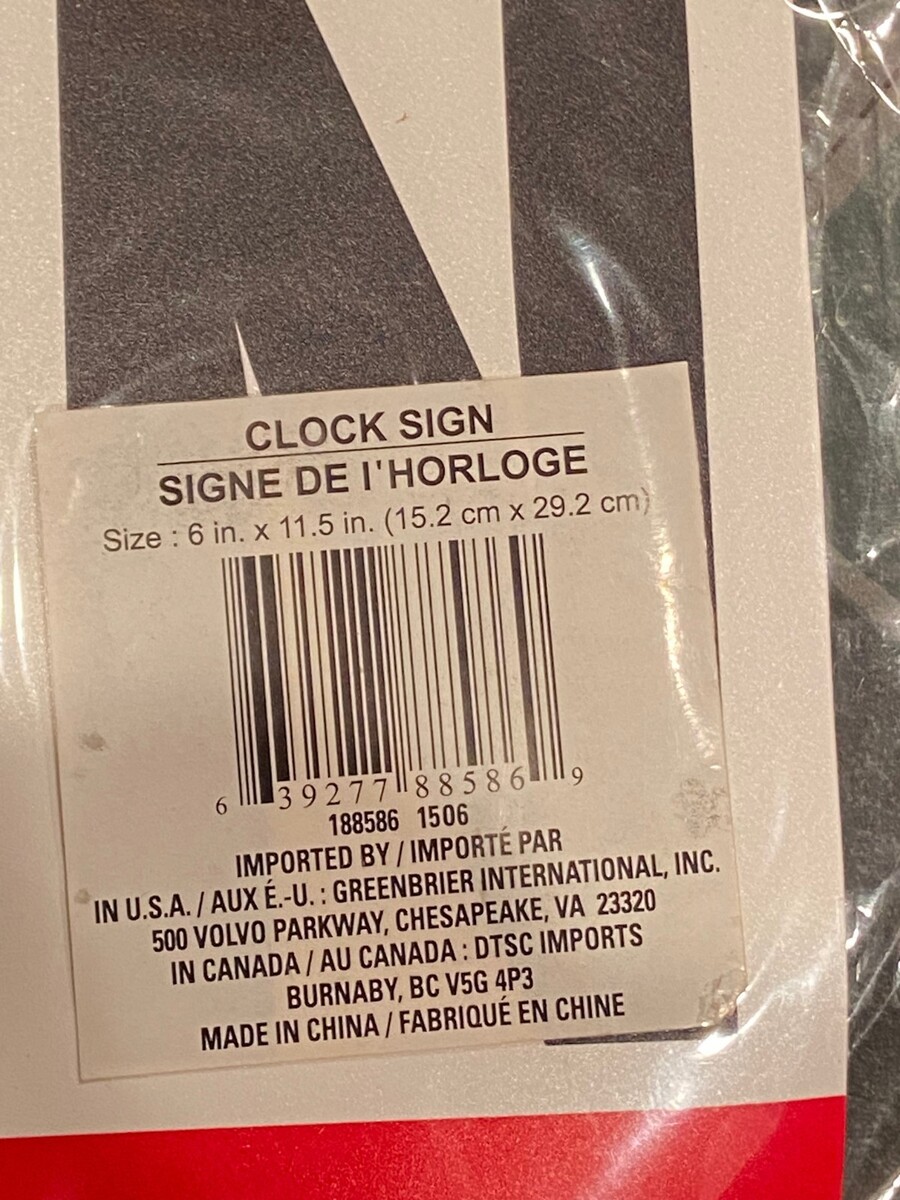 CLOCK SIGN
SIGNE DE l'HORLOGE
Size : 6 in. x 11.5 in. (15.2 cm x 29.2 cm)
6 39277 88586 9
188586 1506
IMPORTED BY / IMPORTÉ PAR
IN U.S.A. / AUX É.-U. : GREENBRIER INTERNATIONAL, INC.
500 VOLVO PARKWAY, CHESAPEAKE, VA 23320
IN CANADA / AU CANADA : DTSC IMPORTS
BURNABY, BC V5G 4P3
MADE IN CHINA / FABRIQUÉ EN CHINE